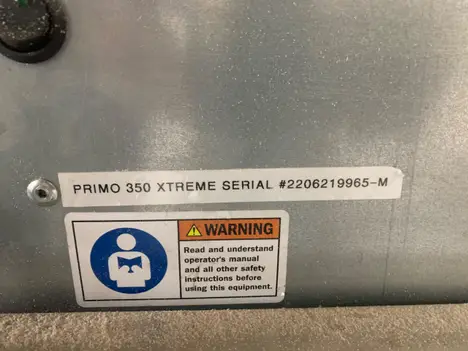 PRIMO 350 XTREME SERIAL #2206219965-M
WARNING
Read and understand
operator's manual
and all other safety
instructions before
using this equipment.